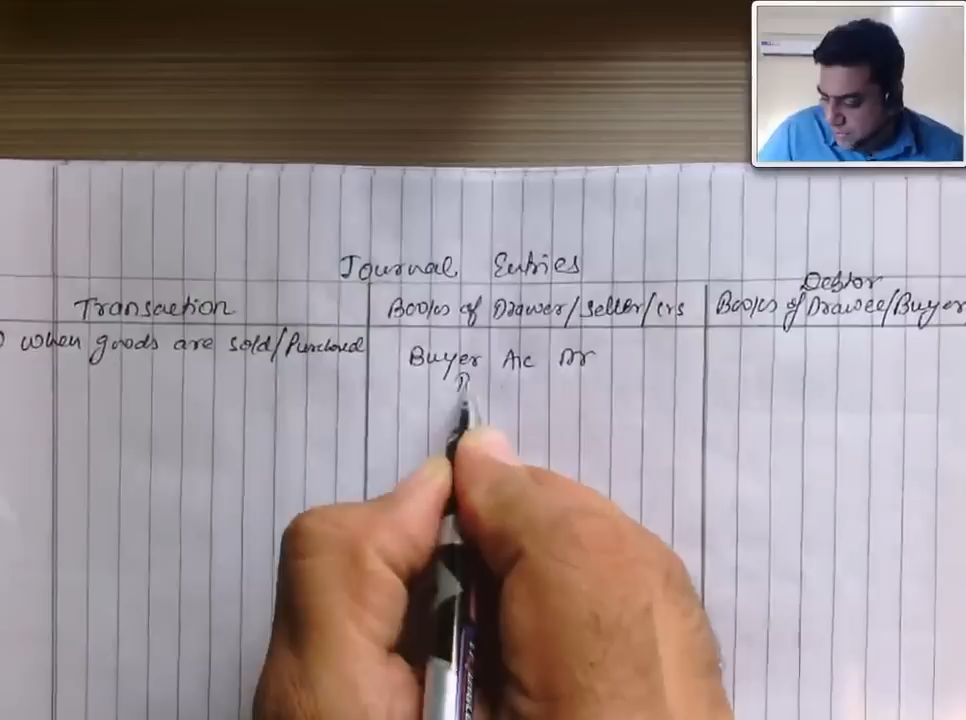 Journal Entries
Debtor
Transaction Books of Drawer/Seller/Crs Books of Drawee/Buyer
when goods are sold/Purchased Buyer A/c Dr